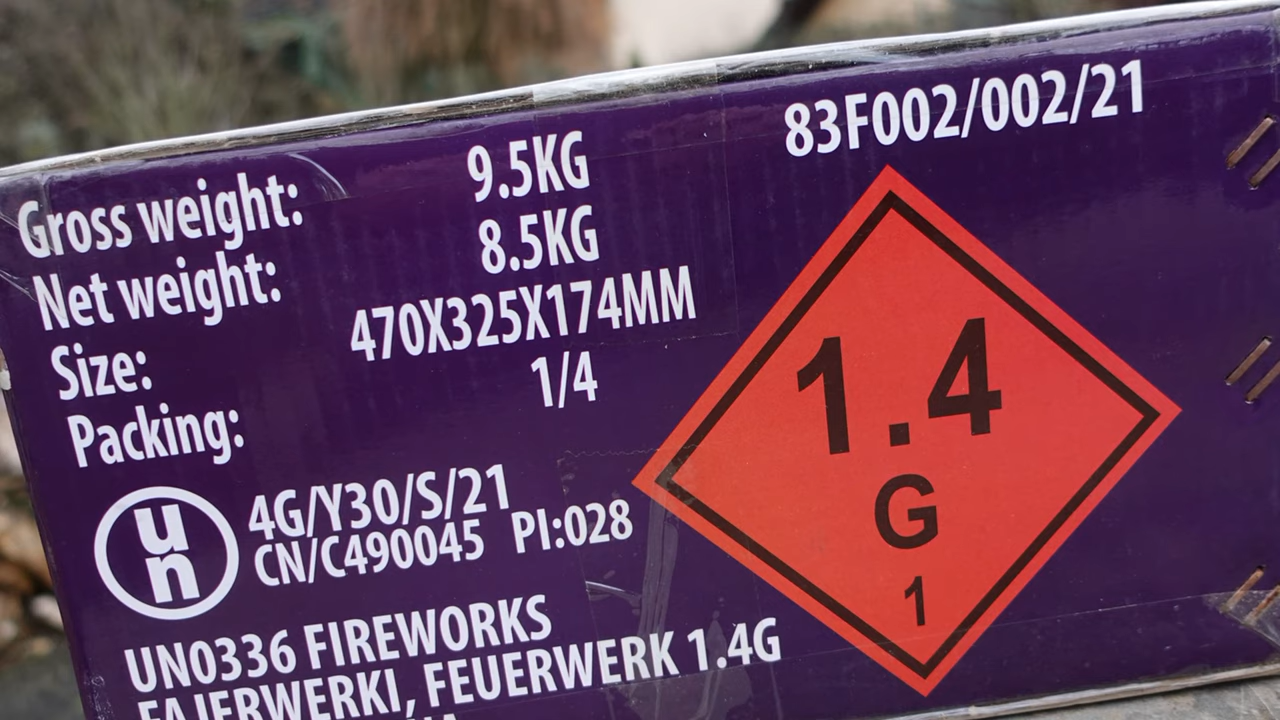 83F002/002/21
Gross weight: 9.5KG
Net weight: 8.5KG
Size: 470X325X174MM
Packing: 1/4
un
4G/Y30/S/21
CN/C490045 PI:028
UN0336 FIREWORKS
FAJERWERKI, FEUERWERK 1.4G
1.4
G
1